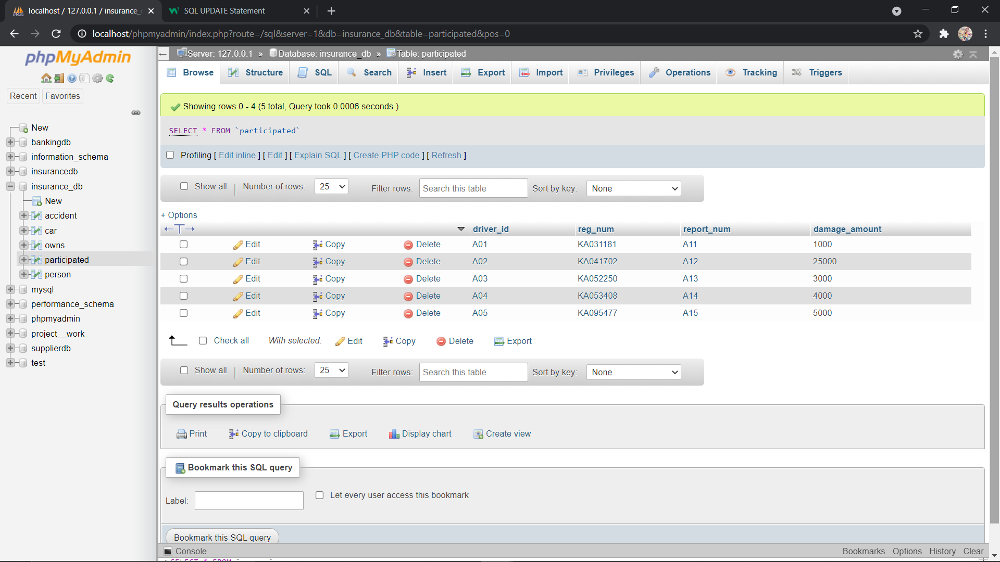 localhost / 127.0.0.1 / insurance_
SQL UPDATE Statement
localhost/phpmyadmin/index.php?route=/sql&server=1&db=insurance_db&table=participated&pos=0
phpMyAdmin
Recent Favorites
New
bankingdb
information_schema
insurancedb
insurance_db
New
accident
car
owns
participated
person
mysql
performance_schema
phpmyadmin
project__work
supplierdb
test
Server: 127.0.0.1 » Database: insurance_db » Table: participated
Browse Structure SQL Search Insert Export Import Privileges Operations Tracking Triggers
Showing rows 0 - 4 (5 total, Query took 0.0006 seconds.)
SELECT * FROM `participated`
Profiling [ Edit inline ] [ Edit ] [ Explain SQL ] [ Create PHP code ] [ Refresh ]
Show all | Number of rows: 25 Filter rows: Search this table Sort by key: None
+ Options
←T→ driver_id reg_num report_num damage_amount
Edit Copy Delete A01 KA031181 A11 1000
Edit Copy Delete A02 KA041702 A12 25000
Edit Copy Delete A03 KA052250 A13 3000
Edit Copy Delete A04 KA053408 A14 4000
Edit Copy Delete A05 KA095477 A15 5000
Check all With selected: Edit Copy Delete Export
Show all | Number of rows: 25 Filter rows: Search this table Sort by key: None
Query results operations
Print Copy to clipboard Export Display chart Create view
Bookmark this SQL query
Label: Let every user access this bookmark
Bookmark this SQL query
Console Bookmarks Options History Clear
>SELECT * FROM